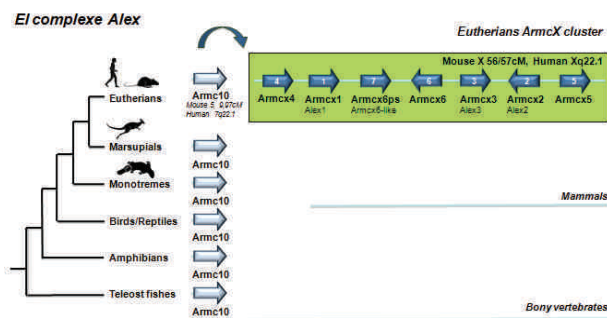 El complexe Alex
Eutherians ArmcX cluster
Mouse X 56/57cM, Human Xq22.1
4 1 7 6 3 2 5
Armcx4 Armcx1 Armcx6ps Armcx6 Armcx3 Armcx2 Armcx5
Alex1 Armcx6-like Alex3 Alex2
Eutherians
Armc10
Mouse 5 9,97cM
Human 7q22.1
Marsupials
Armc10
Monotremes
Armc10
Mammals
Birds/Reptiles
Armc10
Amphibians
Armc10
Teleost fishes
Armc10
Bony vertebrates